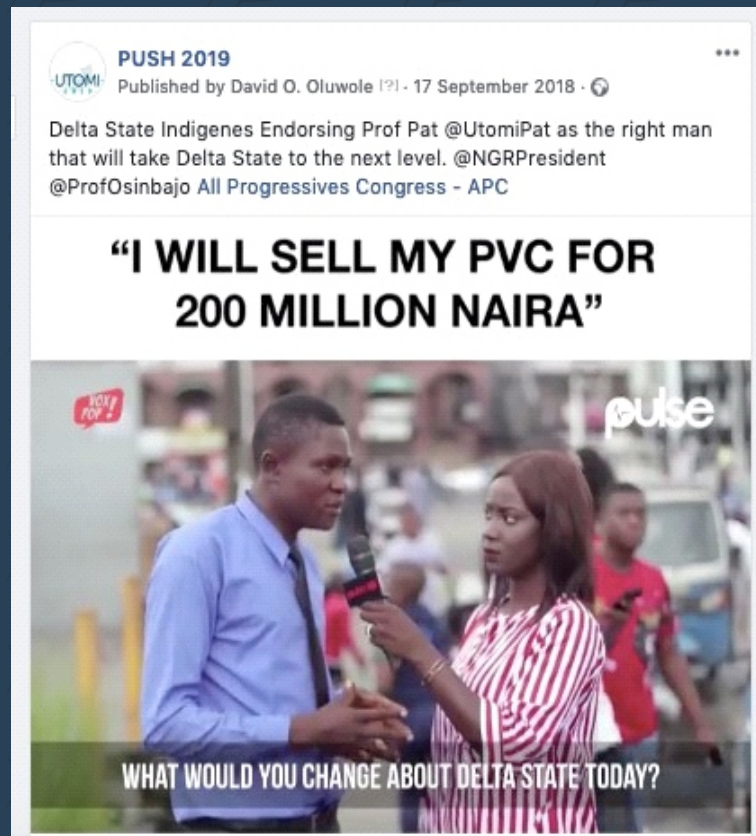 PUSH 2019
UTOMI
Published by David O. Oluwole [?] · 17 September 2018 ·
Delta State Indigenes Endorsing Prof Pat @UtomiPat as the right man
that will take Delta State to the next level. @NGRPresident
@ProfOsinbajo All Progressives Congress - APC
“I WILL SELL MY PVC FOR
200 MILLION NAIRA”
VOX
POP!
pulse
WHAT WOULD YOU CHANGE ABOUT DELTA STATE TODAY?